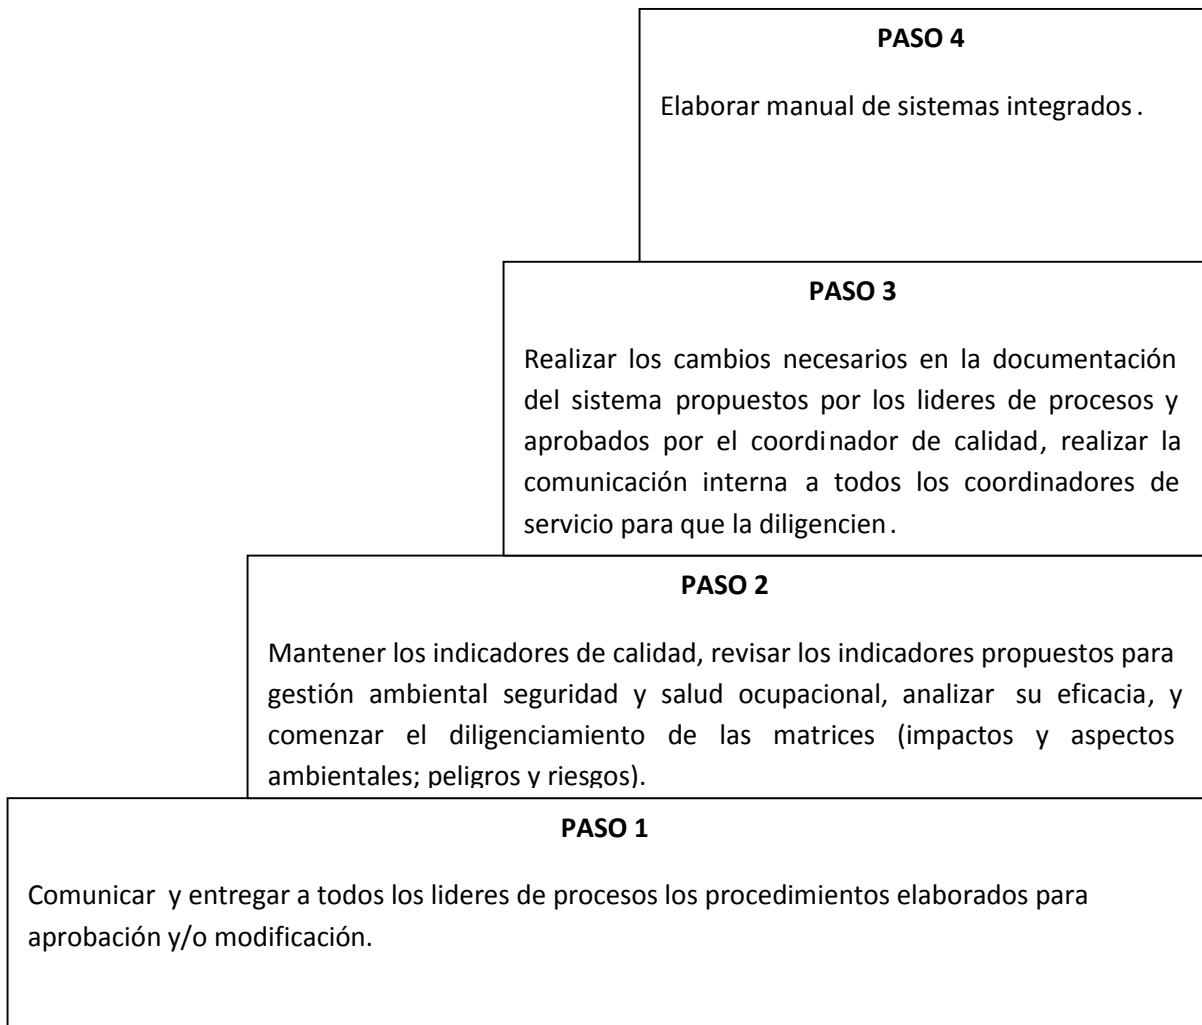 PASO 4
Elaborar manual de sistemas integrados.
PASO 3
Realizar los cambios necesarios en la documentación
del sistema propuestos por los lideres de procesos y
aprobados por el coordinador de calidad, realizar la
comunicación interna a todos los coordinadores de
servicio para que la diligencien.
PASO 2
Mantener los indicadores de calidad, revisar los indicadores propuestos para
gestión ambiental seguridad y salud ocupacional, analizar su eficacia, y
comenzar el diligenciamiento de las matrices (impactos y aspectos
ambientales; peligros y riesgos).
PASO 1
Comunicar y entregar a todos los lideres de procesos los procedimientos elaborados para
aprobación y/o modificación.